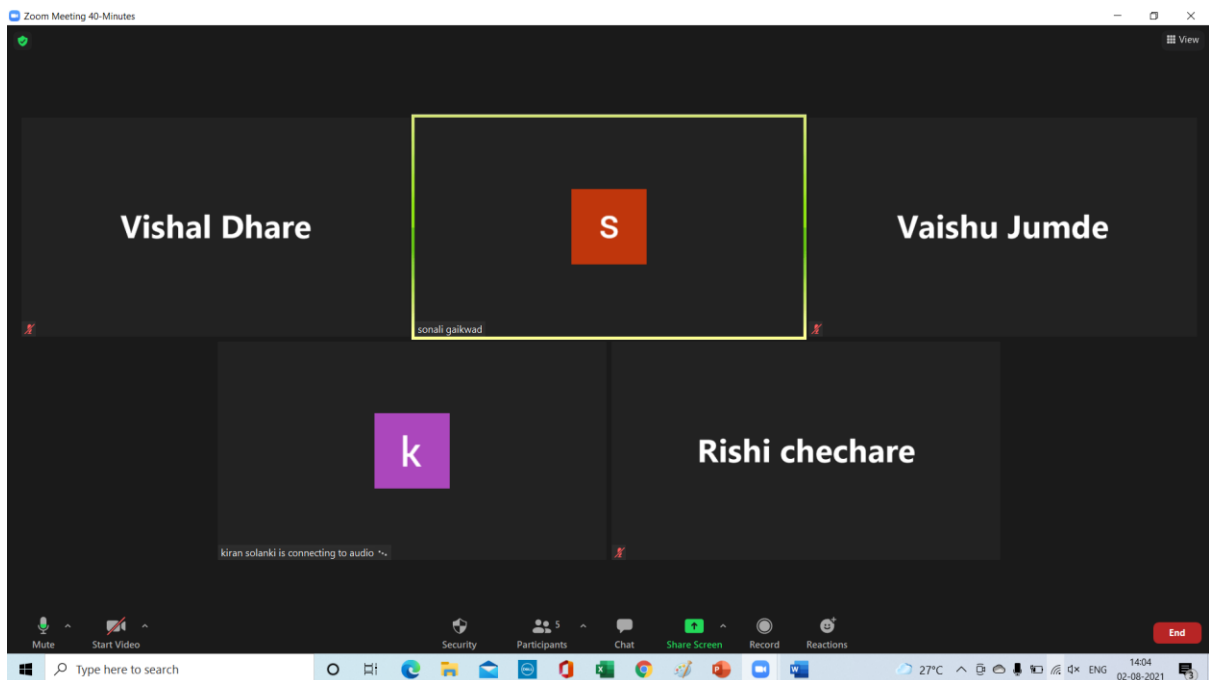 Zoom Meeting 40-Minutes
View
Vishal Dhare
S
Vaishu Jumde
sonali gaikwad
k
Rishi chechare
kiran solanki is connecting to audio
Mute
Start Video
Security
Participants 5
Chat
Share Screen
Record
Reactions
End
Type here to search
27°C
ENG
14:04
02-08-2021
3